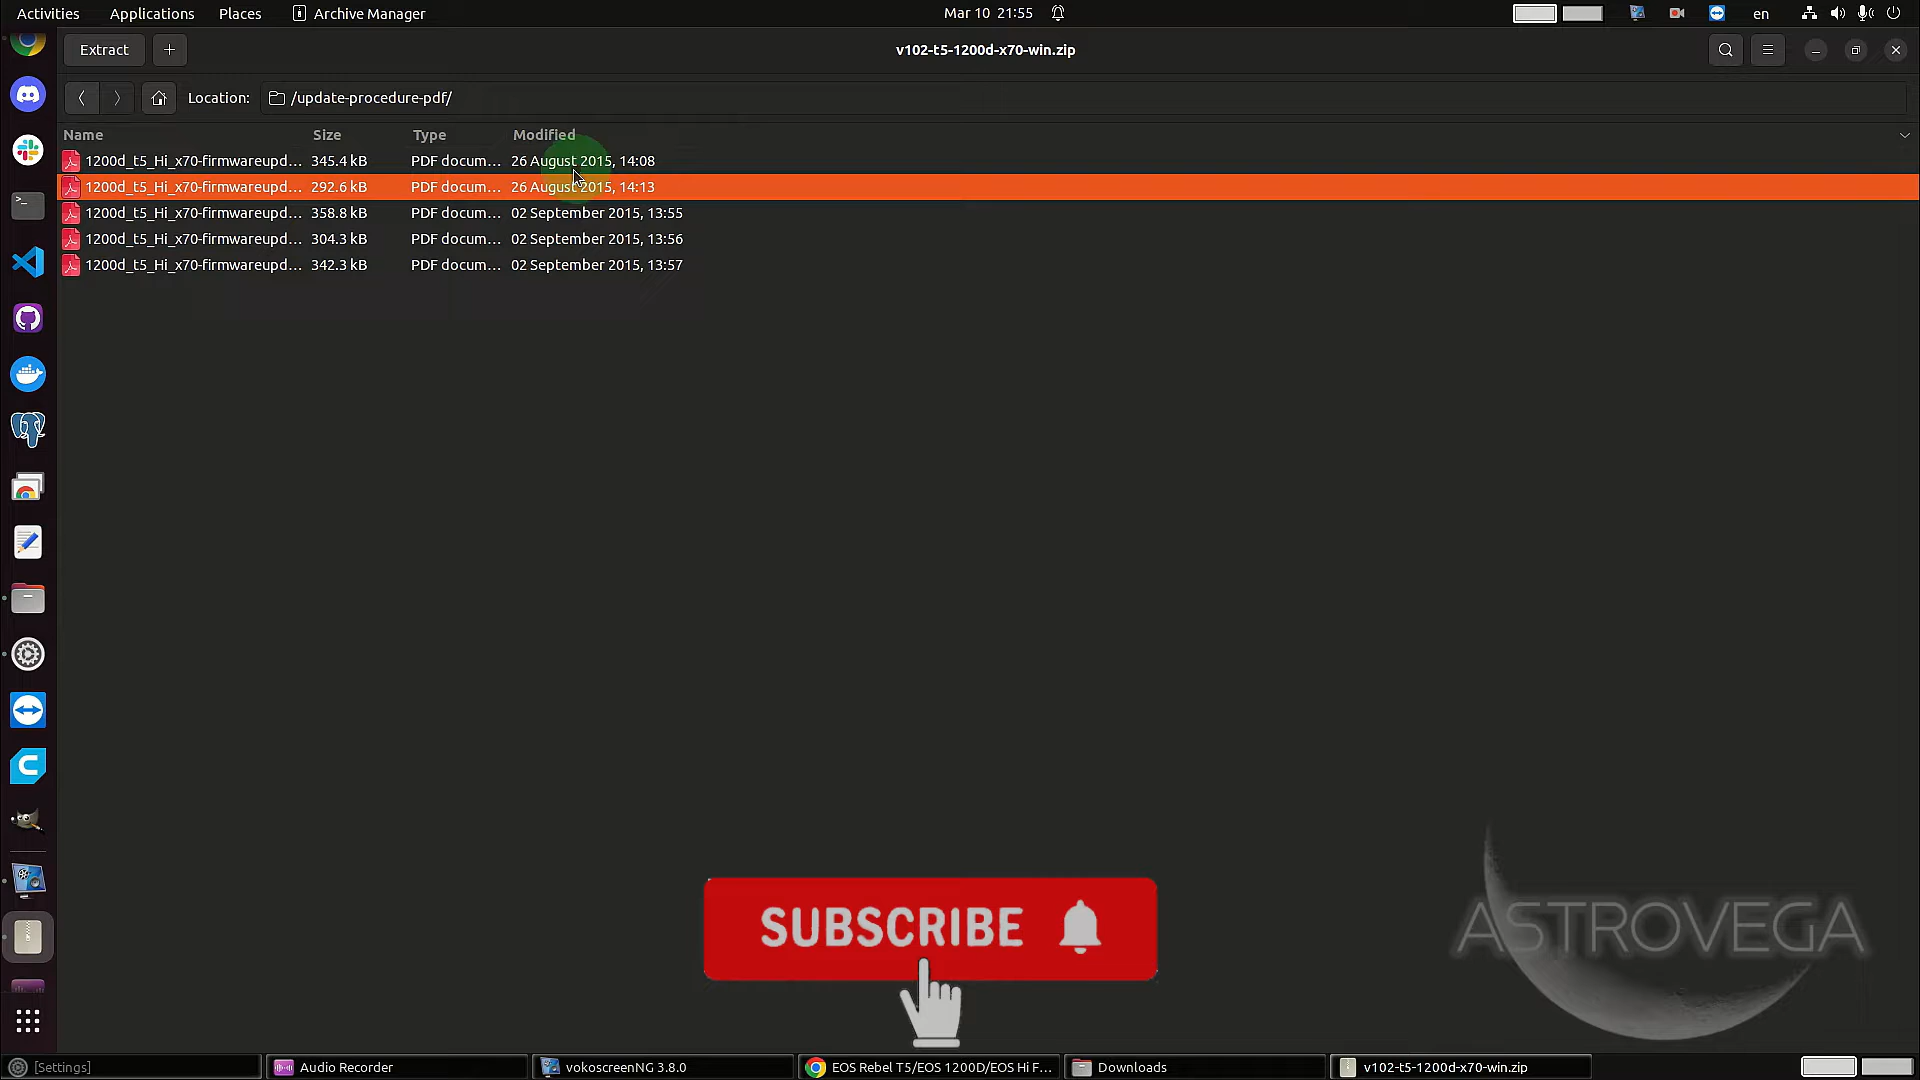 Activities Applications Places Archive Manager Mar 10 21:55 en
Extract + v102-t5-1200d-x70-win.zip
Location: /update-procedure-pdf/
Name Size Type Modified
1200d_t5_Hi_x70-firmwareupd... 345.4 kB PDF docum... 26 August 2015, 14:08
1200d_t5_Hi_x70-firmwareupd... 292.6 kB PDF docum... 26 August 2015, 14:13
1200d_t5_Hi_x70-firmwareupd... 358.8 kB PDF docum... 02 September 2015, 13:55
1200d_t5_Hi_x70-firmwareupd... 304.3 kB PDF docum... 02 September 2015, 13:56
1200d_t5_Hi_x70-firmwareupd... 342.3 kB PDF docum... 02 September 2015, 13:57
SUBSCRIBE
ASTROVEGA
[Settings] Audio Recorder vokoscreenNG 3.8.0 EOS Rebel T5/EOS 1200D/EOS Hi F... Downloads v102-t5-1200d-x70-win.zip